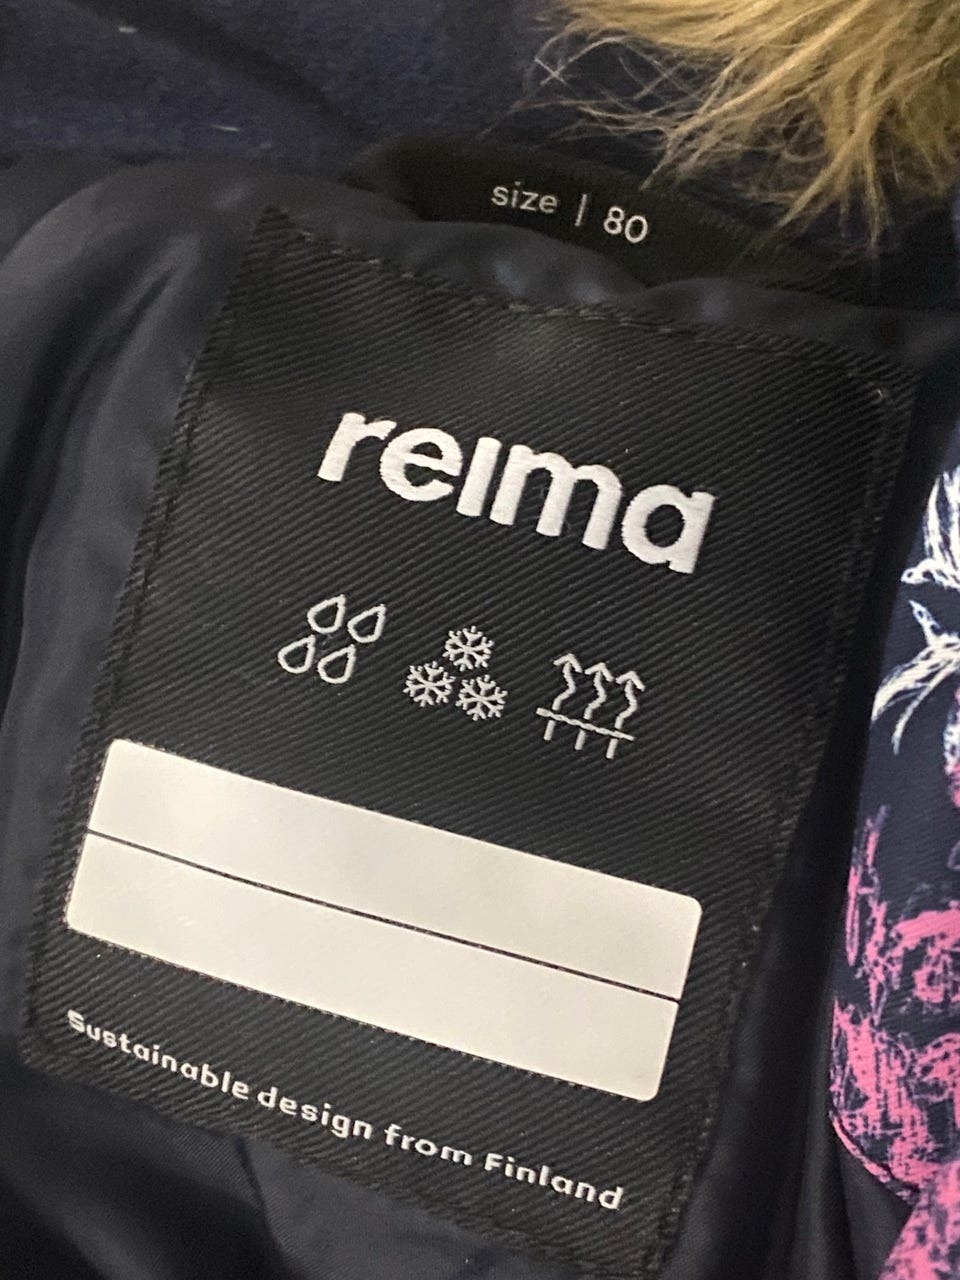 size | 80
reima
Sustainable design from Finland